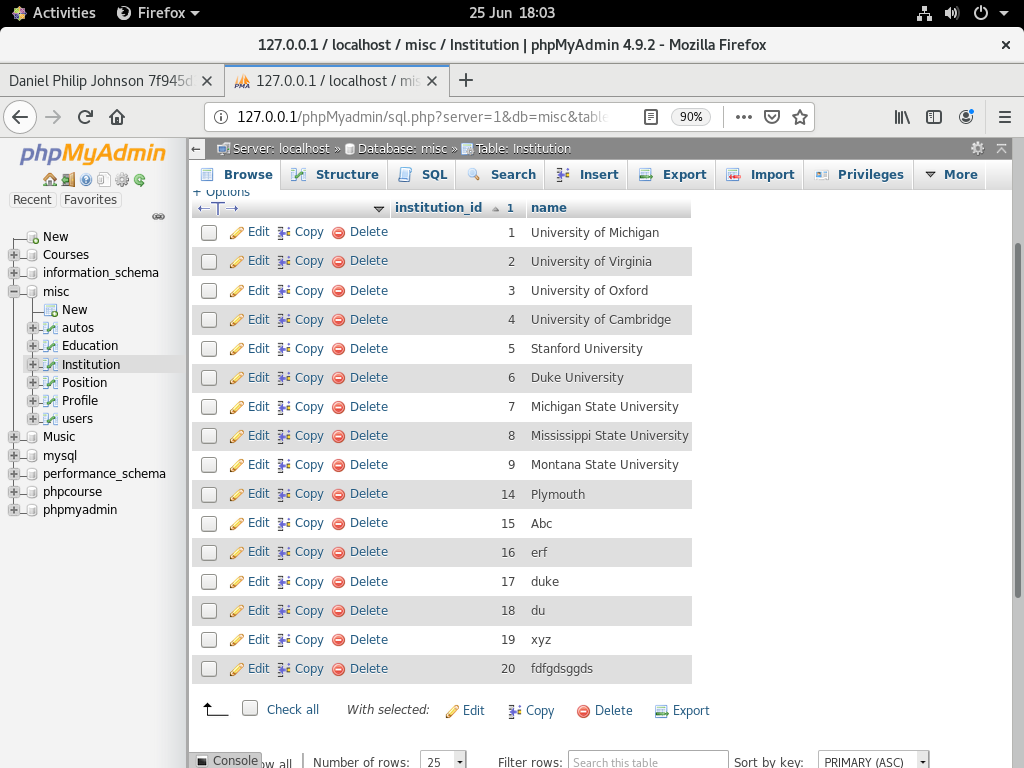 Activities Firefox 25 Jun 18:03
127.0.0.1 / localhost / misc / Institution | phpMyAdmin 4.9.2 - Mozilla Firefox
Daniel Philip Johnson 7f945d 127.0.0.1 / localhost / mis
127.0.0.1/phpMyadmin/sql.php?server=1&db=misc&table 90%
phpMyAdmin
Recent Favorites
New
Courses
information_schema
misc
New
autos
Education
Institution
Position
Profile
users
Music
mysql
performance_schema
phpcourse
phpmyadmin
Server: localhost » Database: misc » Table: Institution
Browse Structure SQL Search Insert Export Import Privileges More
+ Options
←T→ institution_id 1 name
Edit Copy Delete 1 University of Michigan
Edit Copy Delete 2 University of Virginia
Edit Copy Delete 3 University of Oxford
Edit Copy Delete 4 University of Cambridge
Edit Copy Delete 5 Stanford University
Edit Copy Delete 6 Duke University
Edit Copy Delete 7 Michigan State University
Edit Copy Delete 8 Mississippi State University
Edit Copy Delete 9 Montana State University
Edit Copy Delete 14 Plymouth
Edit Copy Delete 15 Abc
Edit Copy Delete 16 erf
Edit Copy Delete 17 duke
Edit Copy Delete 18 du
Edit Copy Delete 19 xyz
Edit Copy Delete 20 fdfgdsggds
Check all With selected: Edit Copy Delete Export
Console ow all Number of rows: 25 Filter rows: Search this table Sort by key: PRIMARY (ASC)